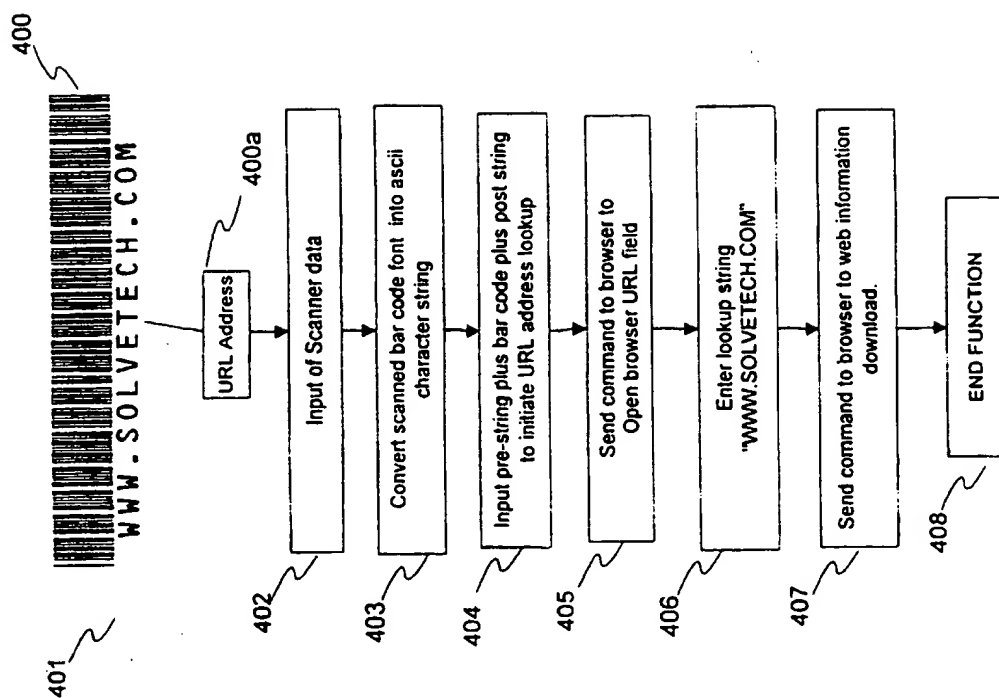 400
401
WWW.SOLVETECH.COM
URL Address
400a
402
Input of Scanner data
403
Convert scanned bar code font into ascii
character string
404
Input pre-string plus bar code plus post string
to initiate URL address lookup
405
Send command to browser to
Open browser URL field
406
Enter lookup string
"WWW.SOLVETECH.COM"
407
Send command to browser to web information
download.
408
END FUNCTION